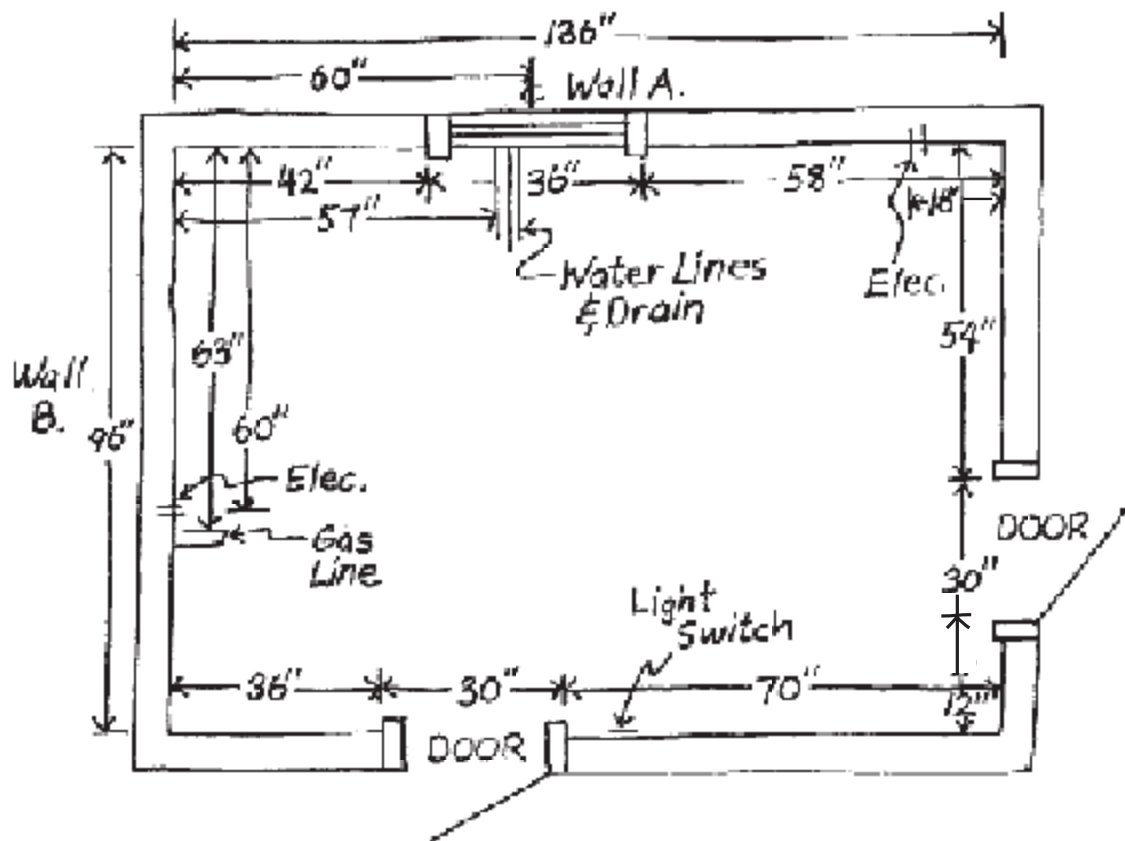 136"
60"
Wall A.
42"
36"
58"
57"
18"
Water Lines
& Drain
Elec.
63"
54"
Wall
B.
96"
60"
Elec.
Gas
Line
DOOR
30"
Light
Switch
36"
30"
70"
12"
DOOR